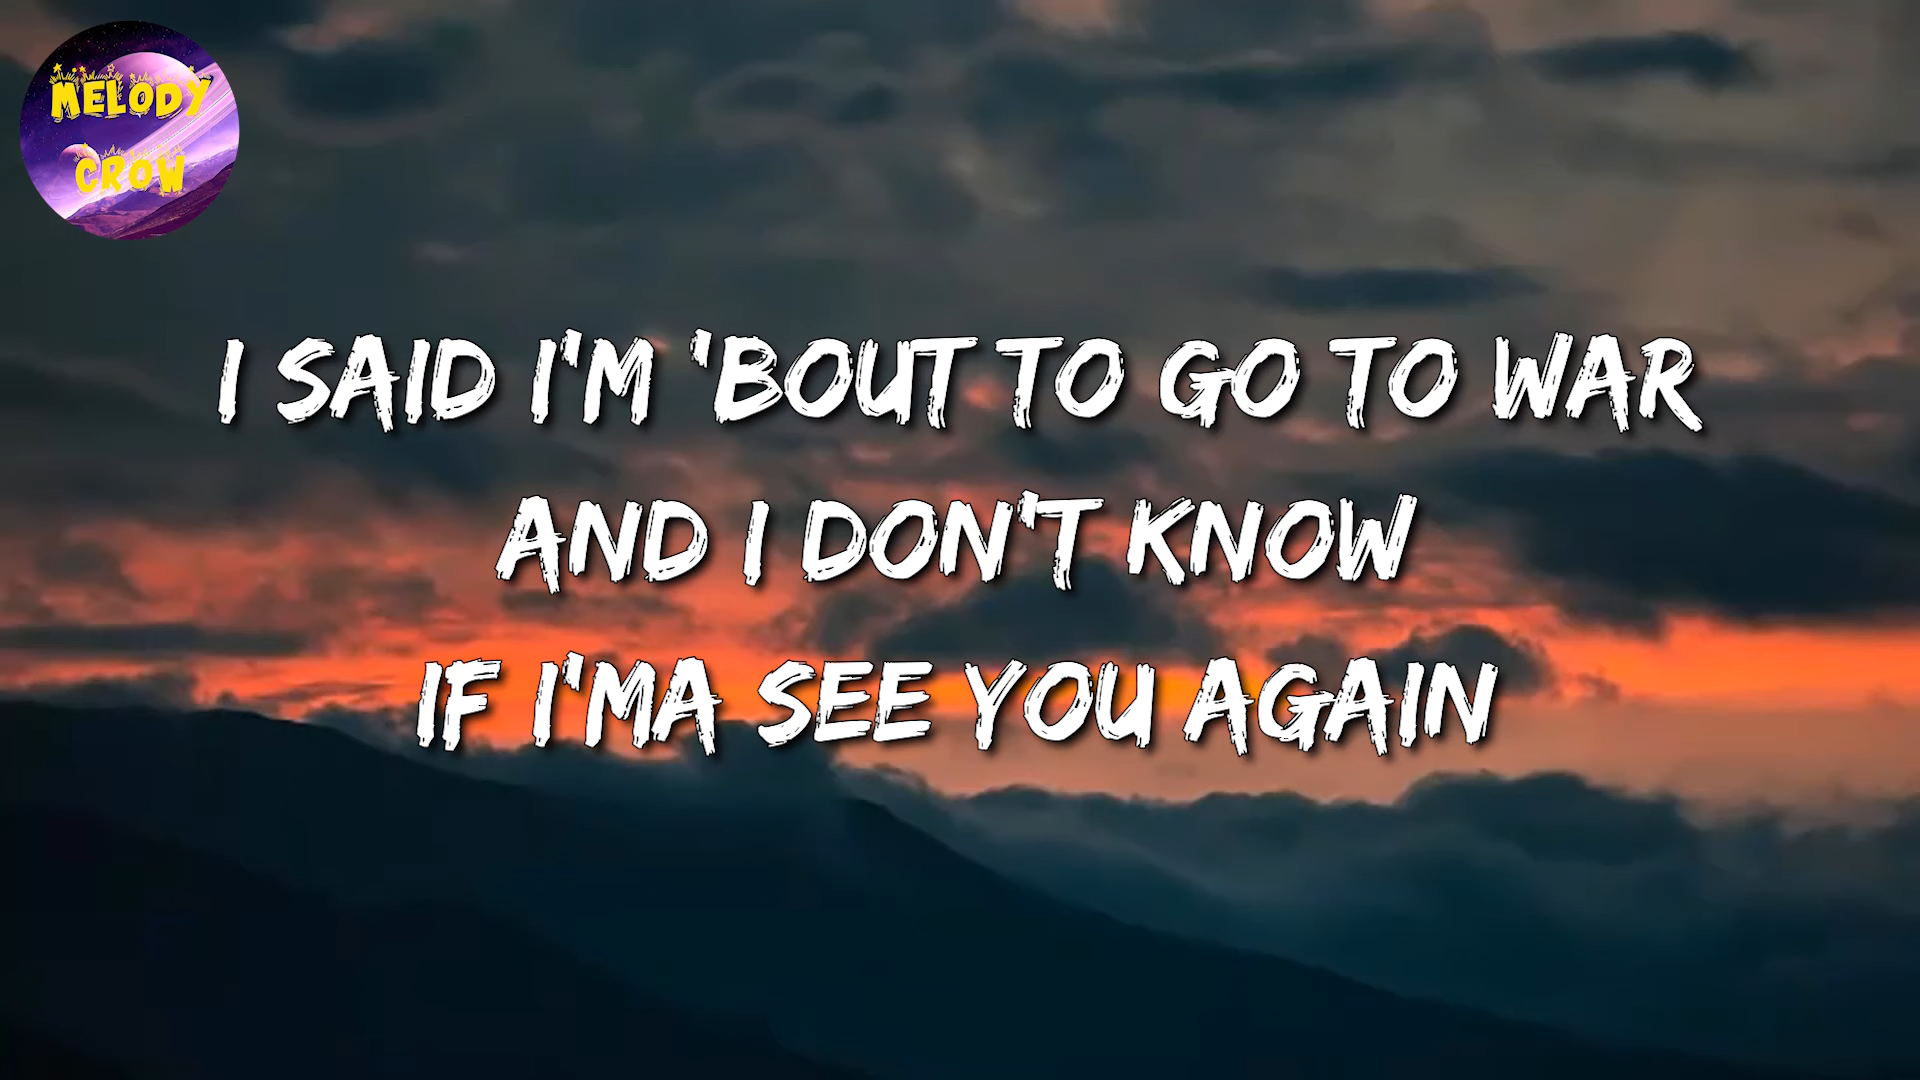 MELODY
CROW
I SAID I'M 'BOUT TO GO TO WAR
AND I DON'T KNOW
IF I'MA SEE YOU AGAIN